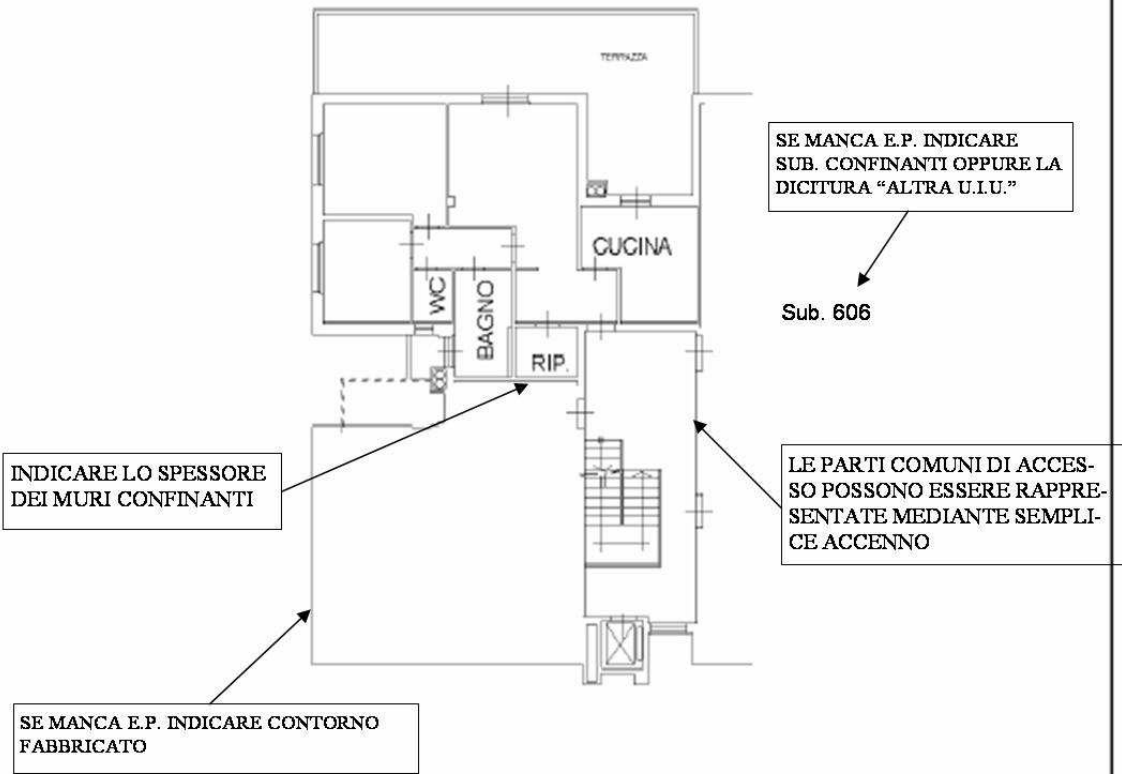 TERRAZZA
SE MANCA E.P. INDICARE
SUB. CONFINANTI OPPURE LA
DICITURA “ALTRA U.I.U.”
CUCINA
WC
BAGNO
RIP.
Sub. 606
INDICARE LO SPESSORE
DEI MURI CONFINANTI
LE PARTI COMUNI DI ACCES-
SO POSSONO ESSERE RAPPRE-
SENTATE MEDIANTE SEMPLI-
CE ACCENNO
SE MANCA E.P. INDICARE CONTORNO
FABBRICATO